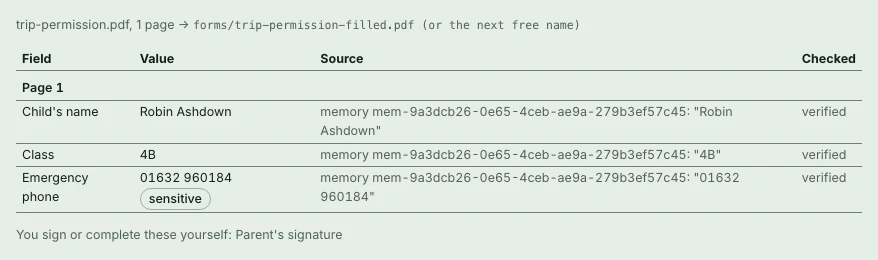 trip-permission.pdf, 1 page → forms/trip-permission-filled.pdf (or the next free name)
Field Value Source Checked
Page 1
Child's name Robin Ashdown memory mem-9a3dcb26-0e65-4ceb-ae9a-279b3ef57c45: "Robin verified
Ashdown"
Class 4B memory mem-9a3dcb26-0e65-4ceb-ae9a-279b3ef57c45: "4B" verified
Emergency 01632 960184 memory mem-9a3dcb26-0e65-4ceb-ae9a-279b3ef57c45: "01632 verified
phone sensitive 960184"
You sign or complete these yourself: Parent's signature